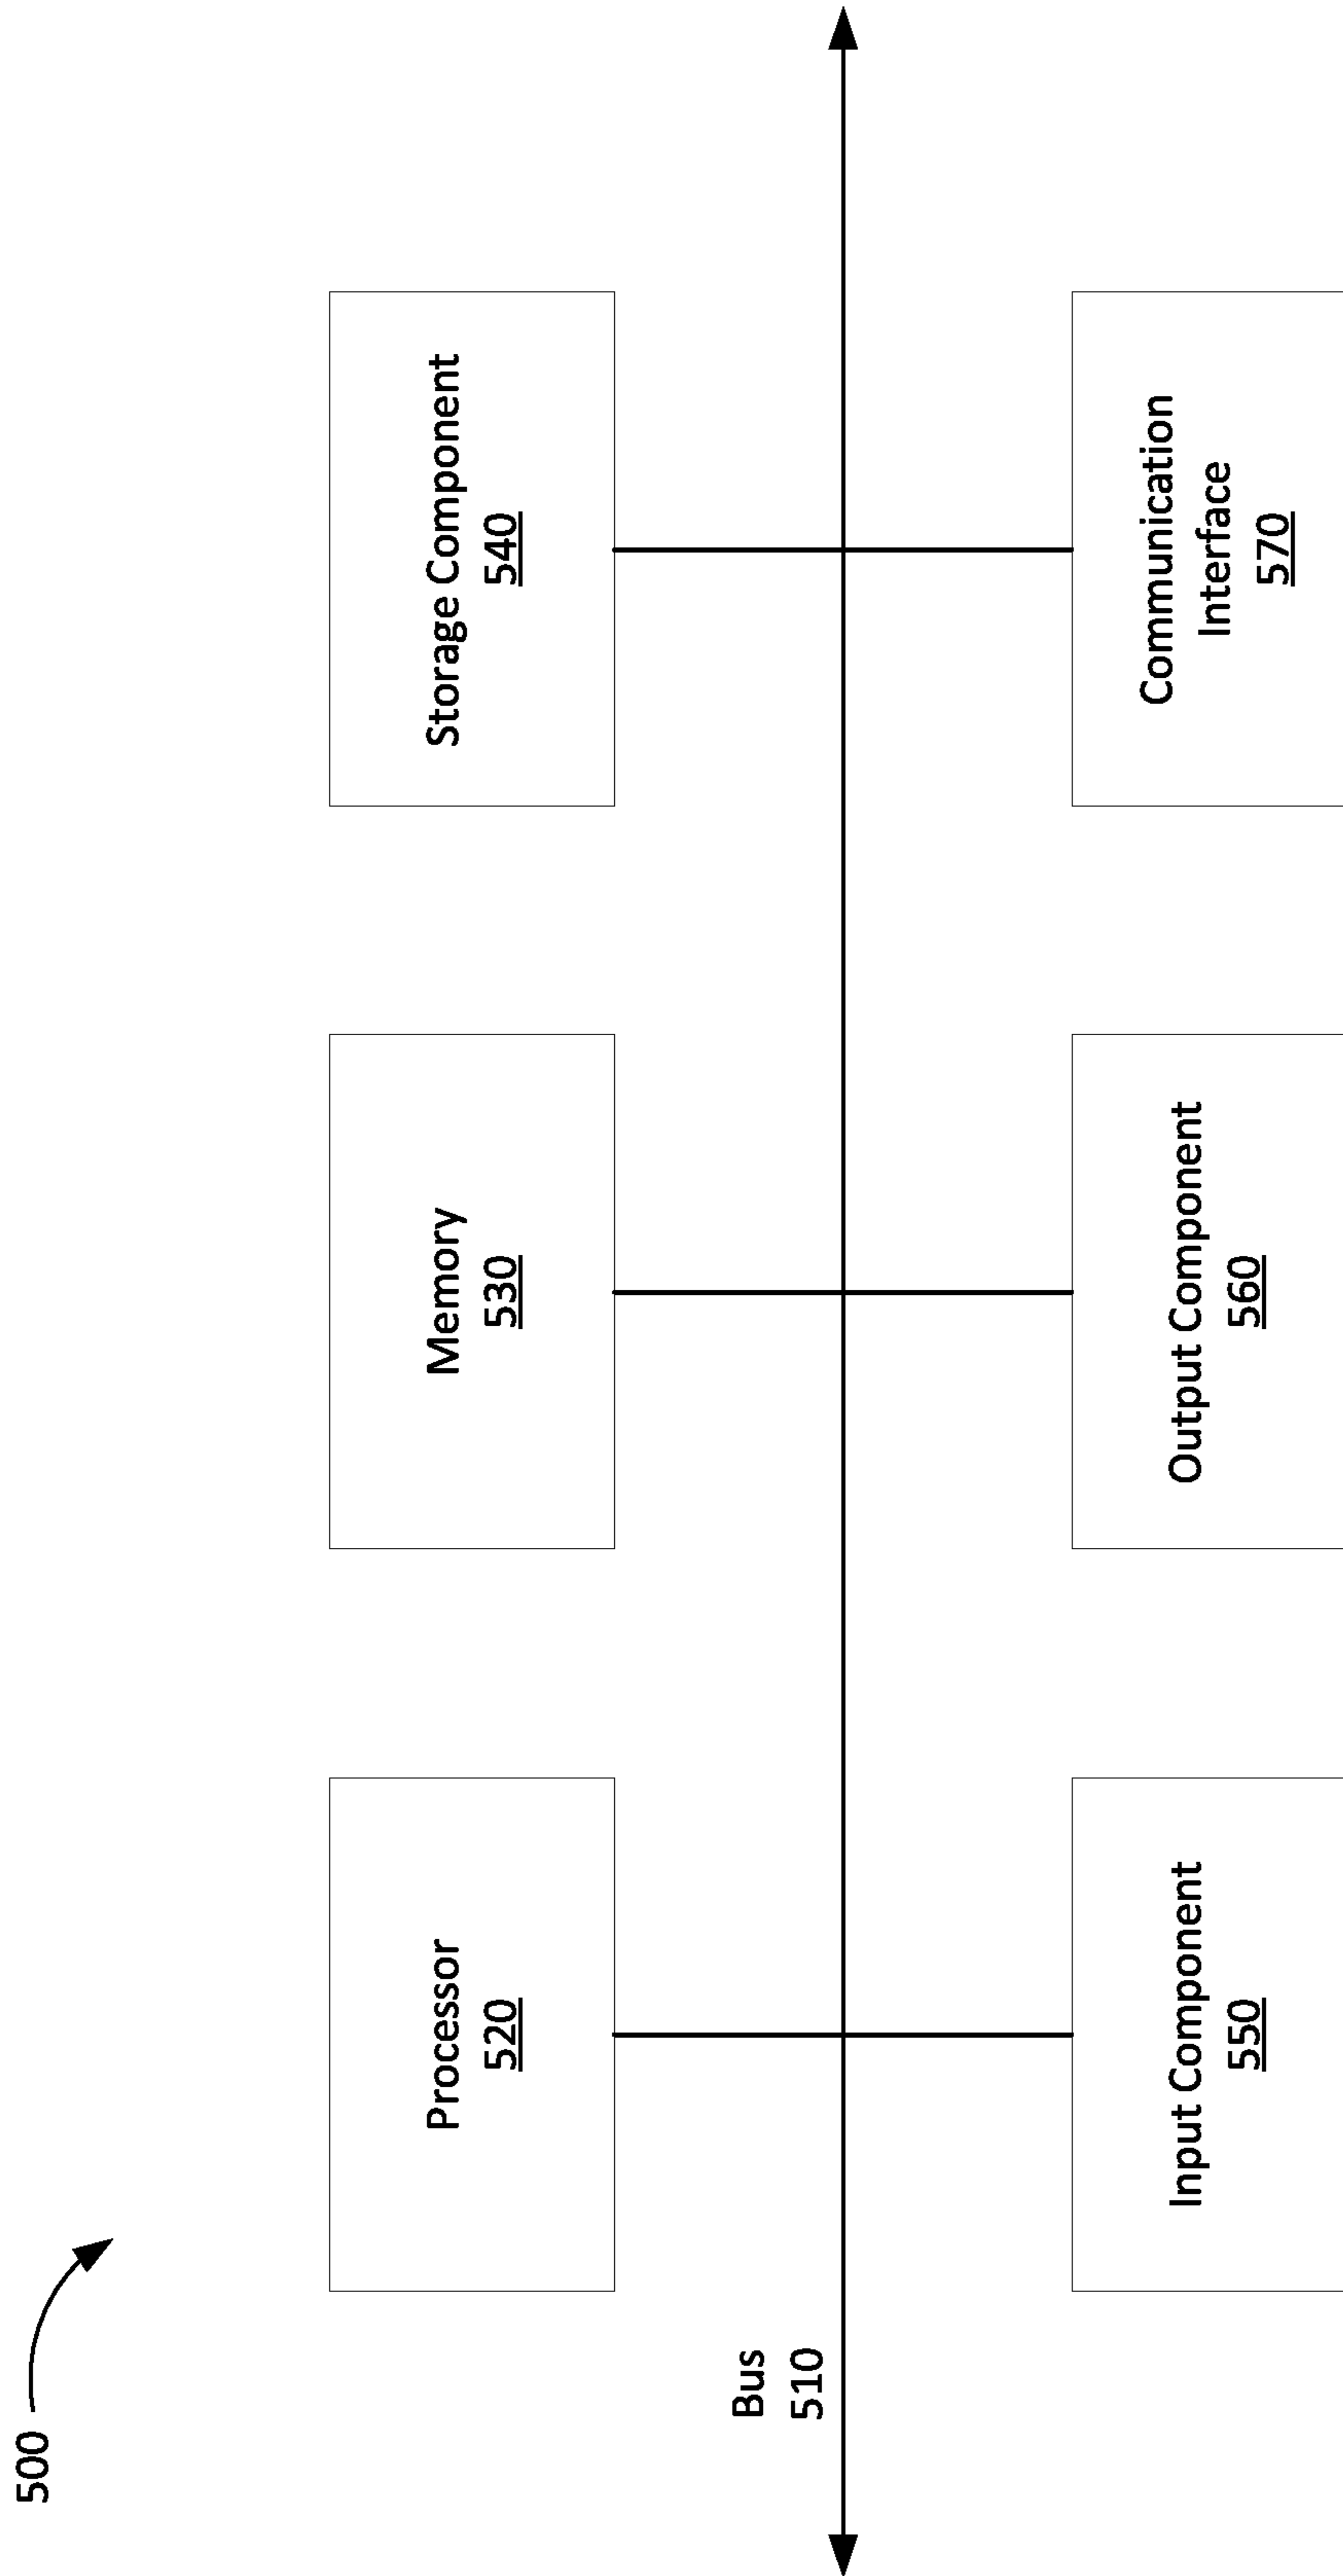 500
Processor
520
Memory
530
Storage Component
540
Bus
510
Input Component
550
Output Component
560
Communication
Interface
570